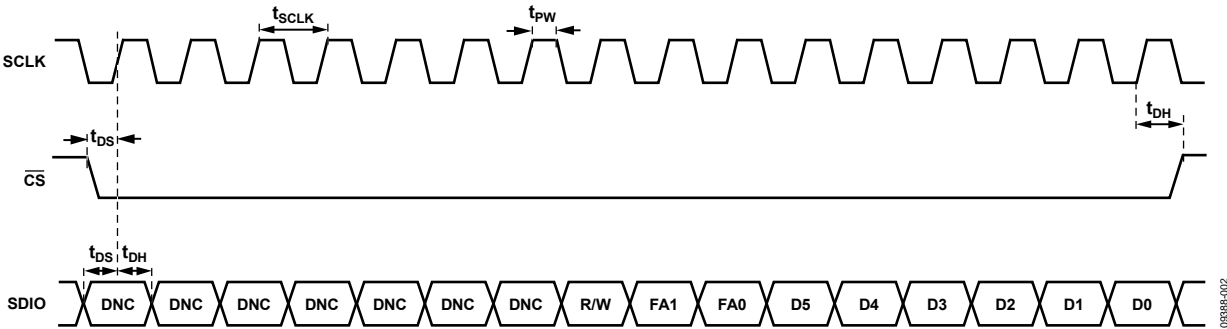 tSCLK
tPW
SCLK
tDH
tDS
CS
tDS
tDH
SDIO
DNC
DNC
DNC
DNC
DNC
DNC
DNC
R/W
FA1
FA0
D5
D4
D3
D2
D1
D0
09388-002